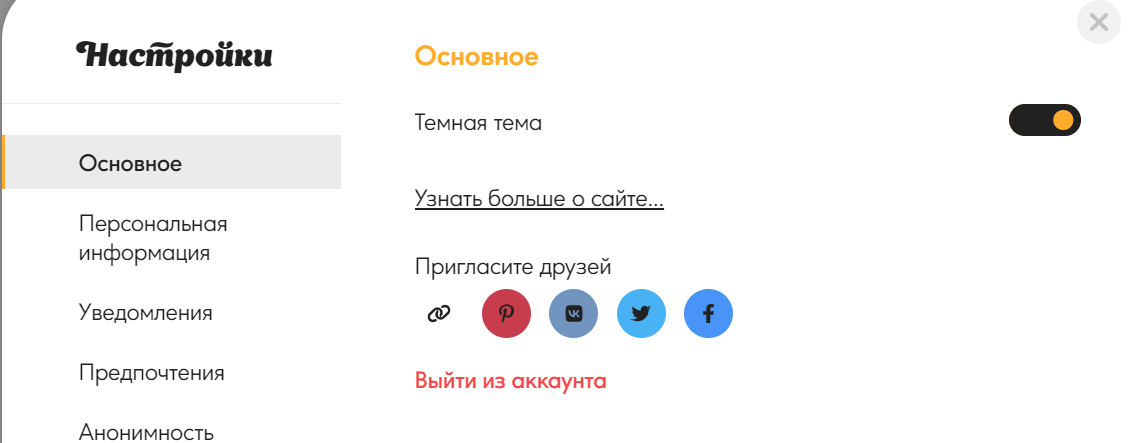 Настройки
Основное
Персональная
информация
Уведомления
Предпочтения
Анонимность
Основное
Темная тема
Узнать больше о сайте...
Пригласите друзей
Выйти из аккаунта